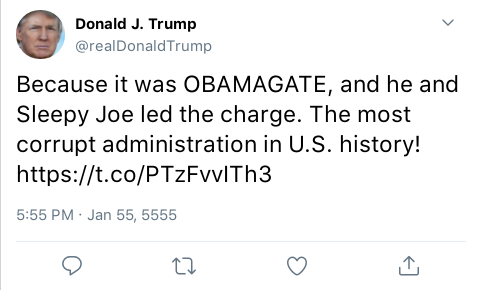 Donald J. Trump
@realDonaldTrump
Because it was OBAMAGATE, and he and
Sleepy Joe led the charge. The most
corrupt administration in U.S. history!
https://t.co/PTzFvvITh3
5:55 PM · Jan 55, 5555